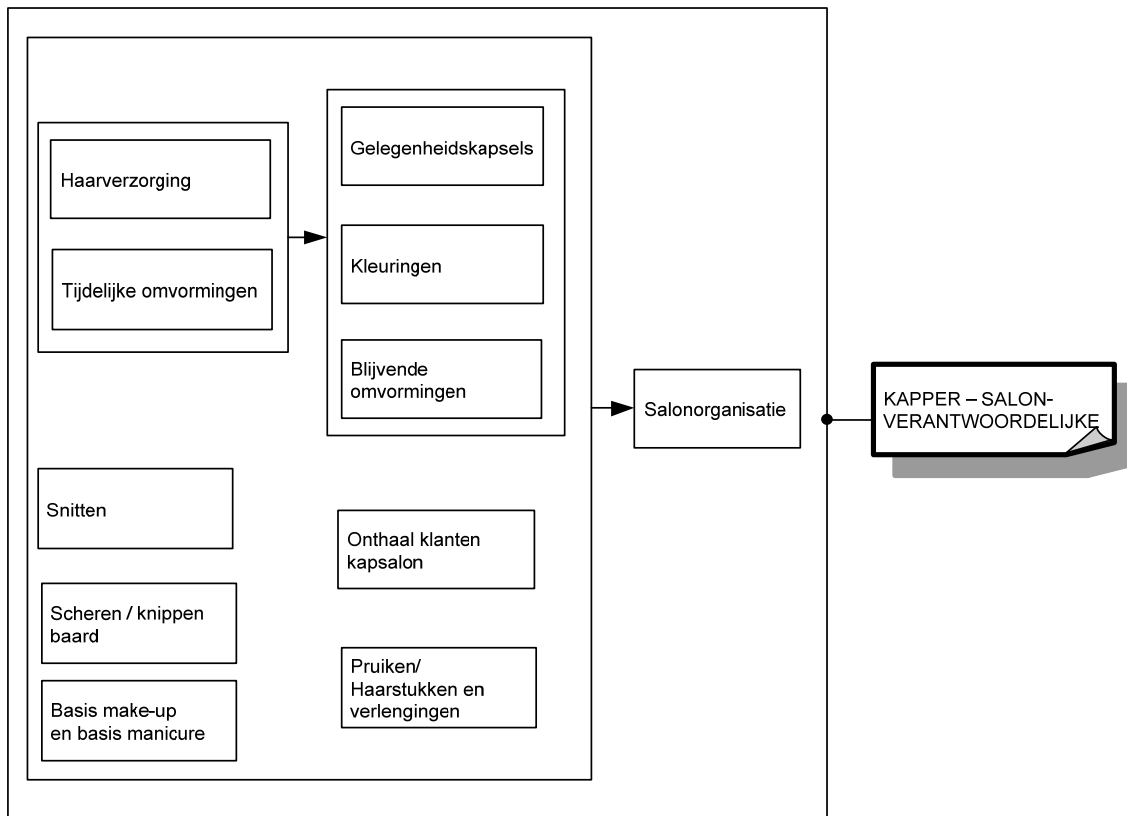 Haarverzorging
Tijdelijke omvormingen
Gelegenheidskapsels
Kleuringen
Blijvende
omvormingen
Snitten
Scheren / knippen
baard
Basis make-up
en basis manicure
Onthaal klanten
kapsalon
Pruiken/
Haarstukken en
verlengingen
Salonorganisatie
KAPPER – SALON-
VERANTWOORDELIJKE